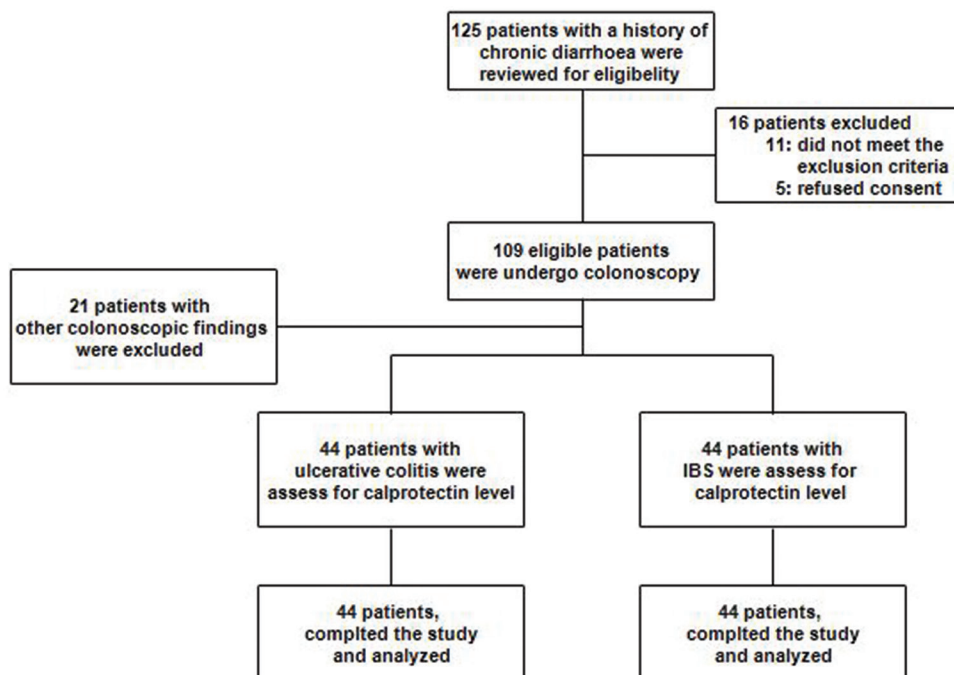 125 patients with a history of
chronic diarrhoea were
reviewed for eligibelity
16 patients excluded
11: did not meet the
exclusion criteria
5: refused consent
109 eligible patients
were undergo colonoscopy
21 patients with
other colonoscopic findings
were excluded
44 patients with
ulcerative colitis were
assess for calprotectin level
44 patients with
IBS were assess for
calprotectin level
44 patients,
complted the study
and analyzed
44 patients,
complted the study
and analyzed